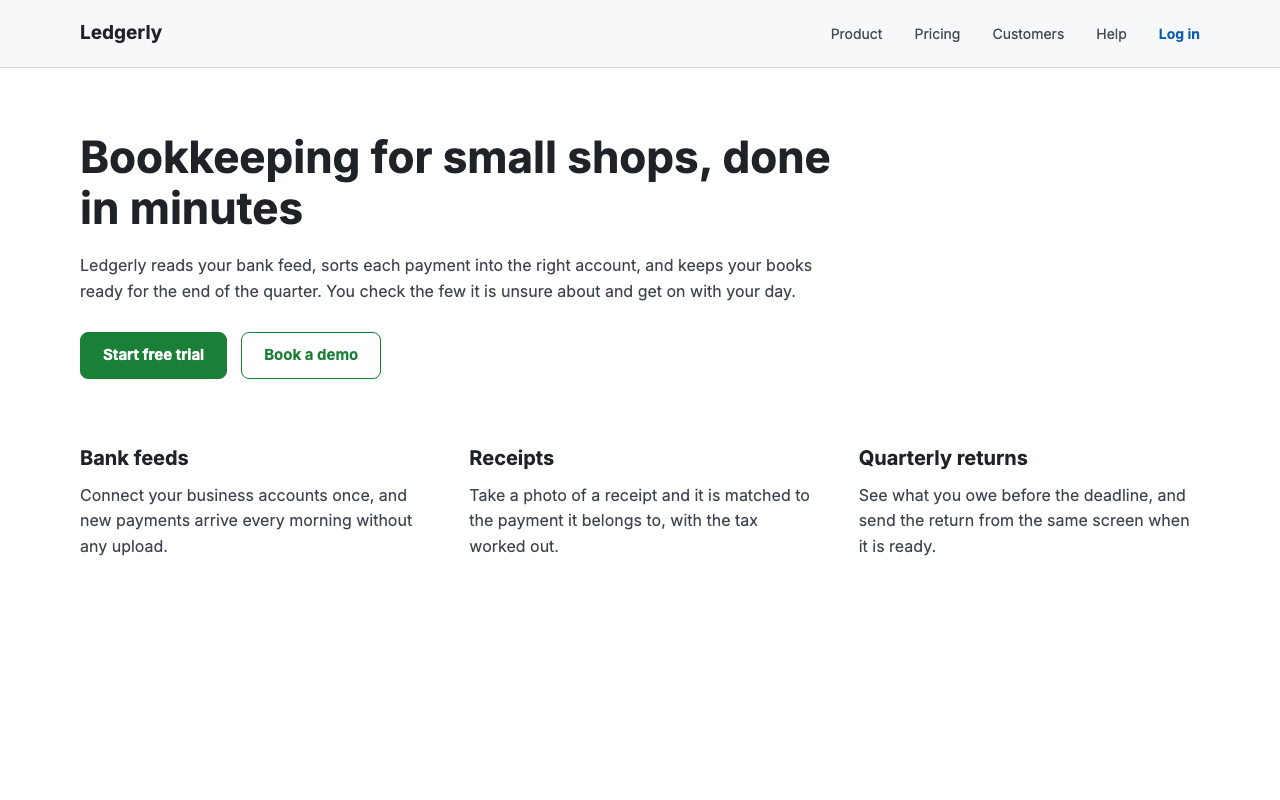 Ledgerly
Product
Pricing
Customers
Help
Log in
Bookkeeping for small shops, done
in minutes
Ledgerly reads your bank feed, sorts each payment into the right account, and keeps your books
ready for the end of the quarter. You check the few it is unsure about and get on with your day.
Start free trial
Book a demo
Bank feeds
Connect your business accounts once, and
new payments arrive every morning without
any upload.
Receipts
Take a photo of a receipt and it is matched to
the payment it belongs to, with the tax
worked out.
Quarterly returns
See what you owe before the deadline, and
send the return from the same screen when
it is ready.